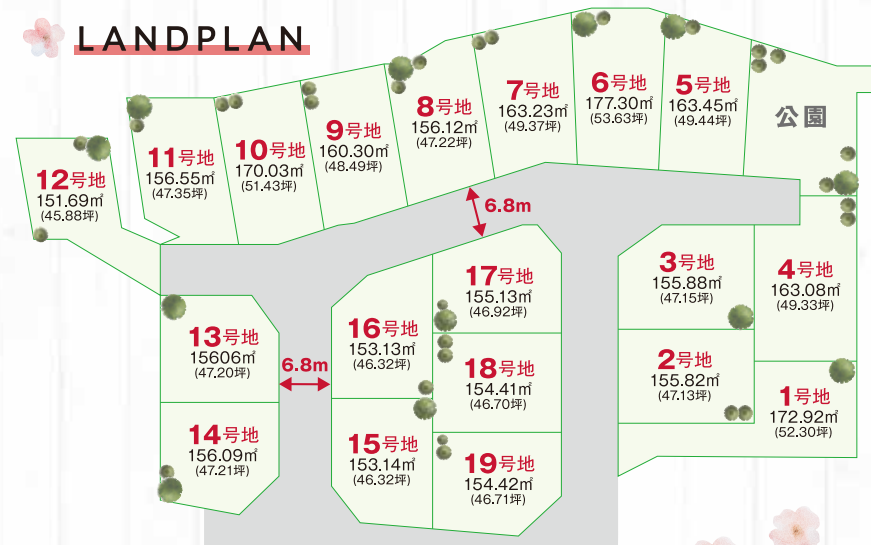 LANDPLAN
12号地
151.69㎡
(45.88坪)
11号地
156.55㎡
(47.35坪)
10号地
170.03㎡
(51.43坪)
9号地
160.30㎡
(48.49坪)
8号地
156.12㎡
(47.22坪)
7号地
163.23㎡
(49.37坪)
6号地
177.30㎡
(53.63坪)
5号地
163.45㎡
(49.44坪)
公園
6.8m
17号地
155.13㎡
(46.92坪)
3号地
155.88㎡
(47.15坪)
4号地
163.08㎡
(49.33坪)
13号地
15606㎡
(47.20坪)
6.8m
16号地
153.13㎡
(46.32坪)
18号地
154.41㎡
(46.70坪)
2号地
155.82㎡
(47.13坪)
1号地
172.92㎡
(52.30坪)
14号地
156.09㎡
(47.21坪)
15号地
153.14㎡
(46.32坪)
19号地
154.42㎡
(46.71坪)